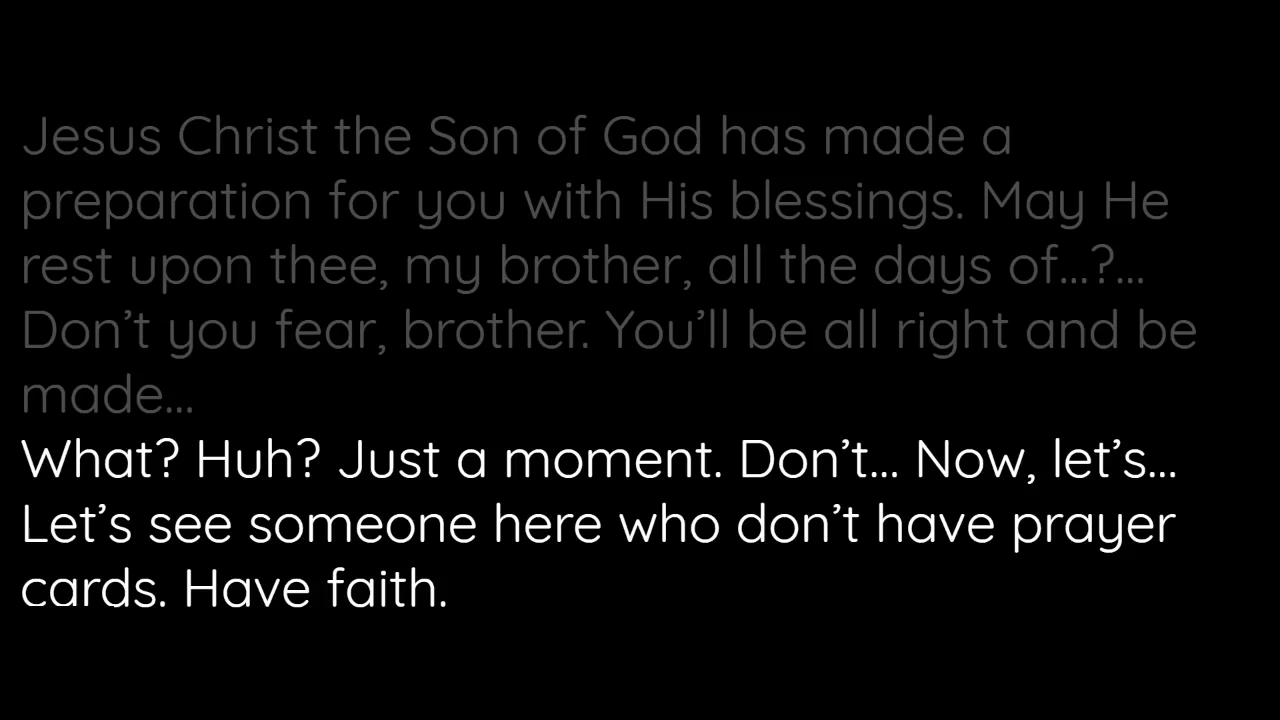 Jesus Christ the Son of God has made a
preparation for you with His blessings. May He
rest upon thee, my brother, all the days of...?...
Don’t you fear, brother. You’ll be all right and be
made...
What? Huh? Just a moment. Don’t... Now, let’s...
Let’s see someone here who don’t have prayer
cards. Have faith.